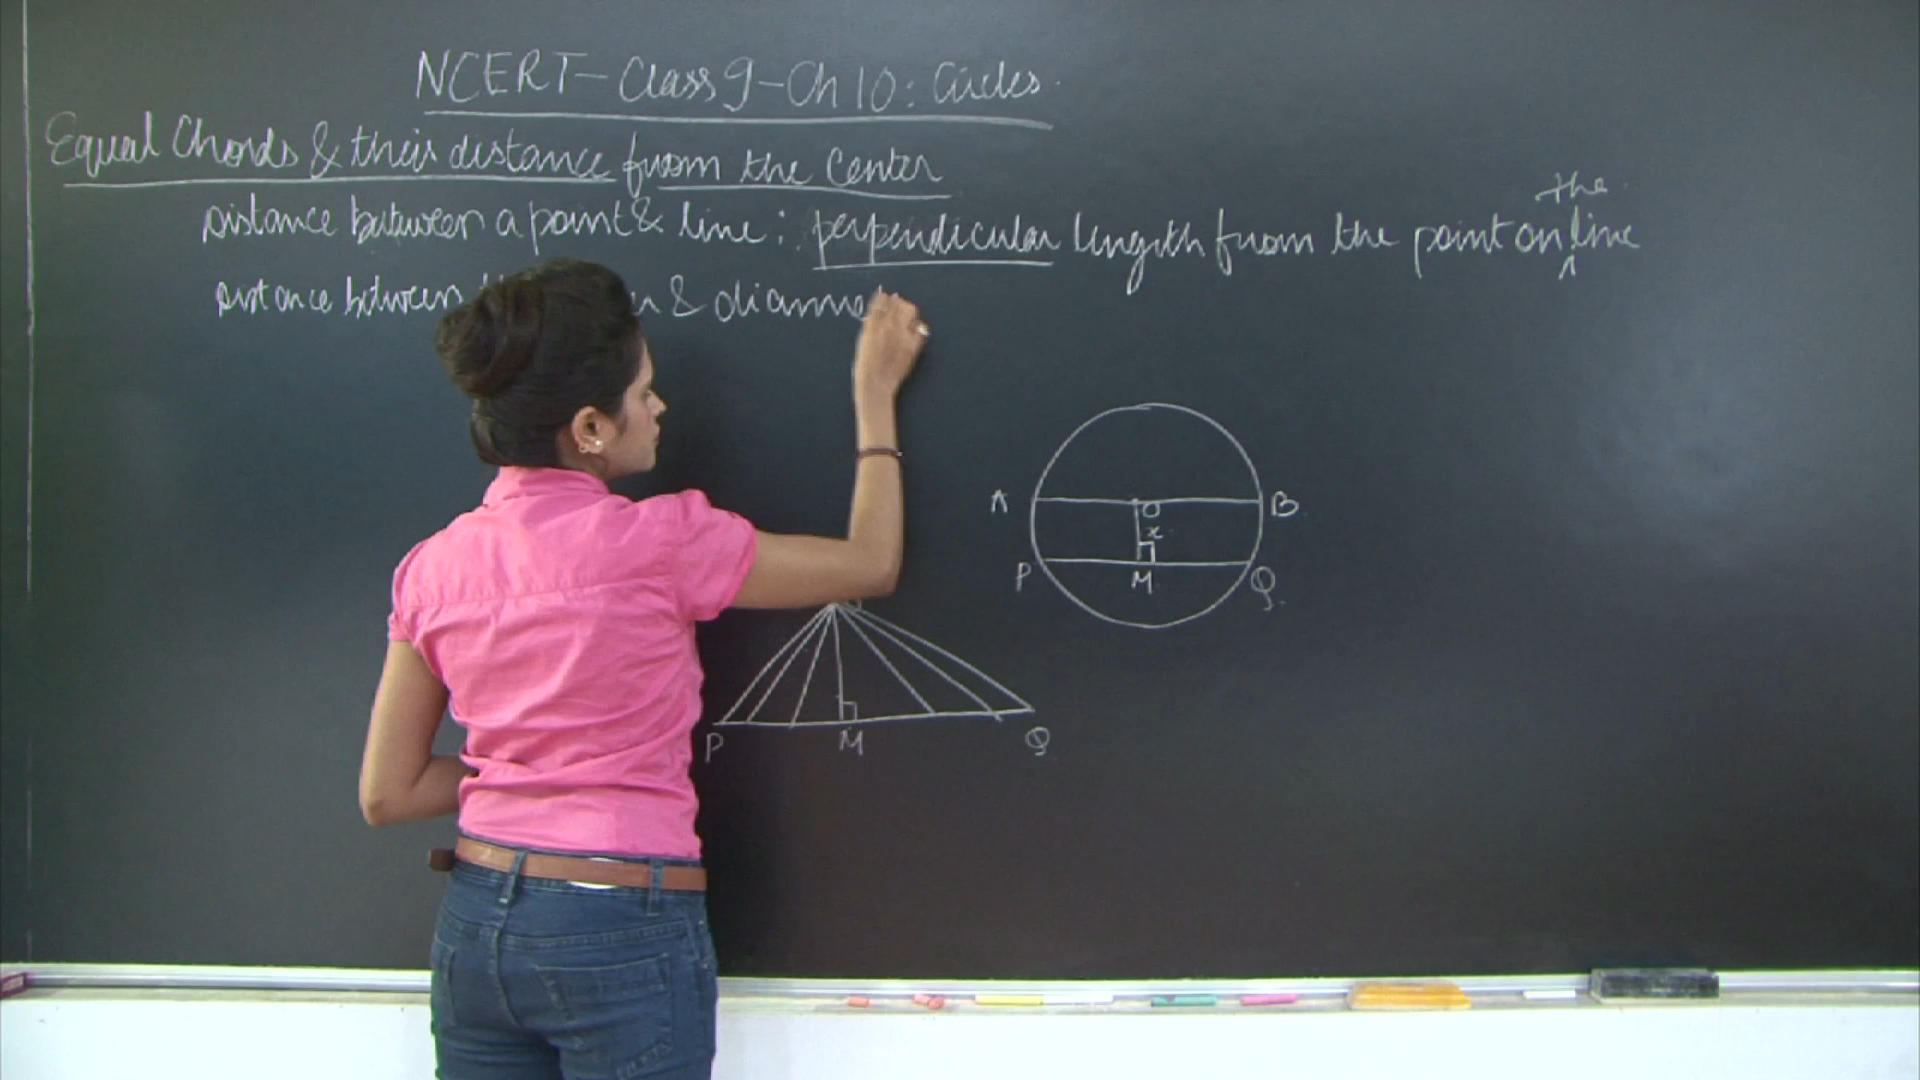 NCERT - Class 9 - Ch 10 : Circles.
Equal Chords & their distance from the Center
the
Distance between a point & line : perpendicular length from the point on ^ line
distance between & diame
A O B
x
P M Q
P M Q